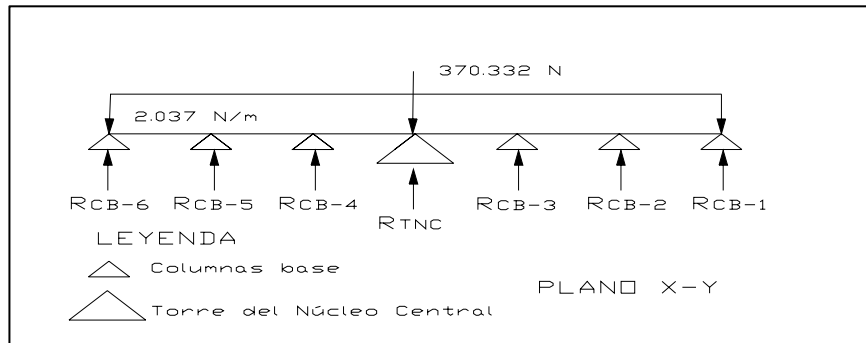 370.332 N
2.037 N/m
RCB-6 RCB-5 RCB-4 RTNC RCB-3 RCB-2 RCB-1
LEYENDA
Columnas base
Torre del Núcleo Central
PLANO X-Y